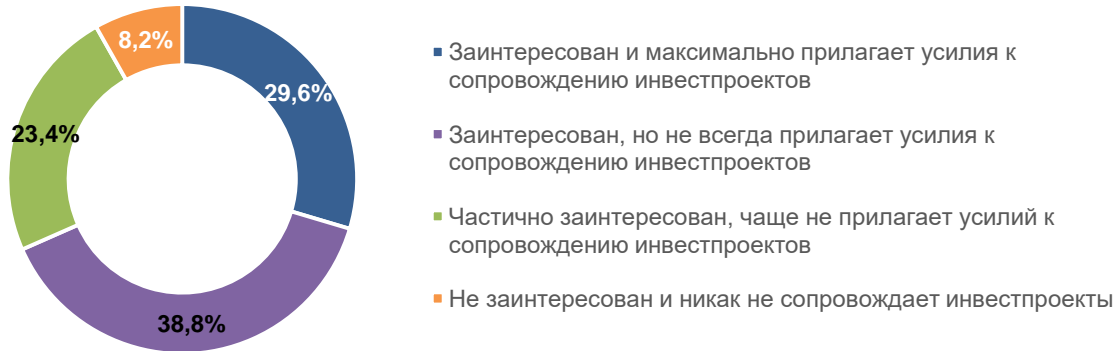 8,2%
29,6%
23,4%
38,8%
Заинтересован и максимально прилагает усилия к
сопровождению инвестпроектов
Заинтересован, но не всегда прилагает усилия к
сопровождению инвестпроектов
Частично заинтересован, чаще не прилагает усилий к
сопровождению инвестпроектов
Не заинтересован и никак не сопровождает инвестпроекты